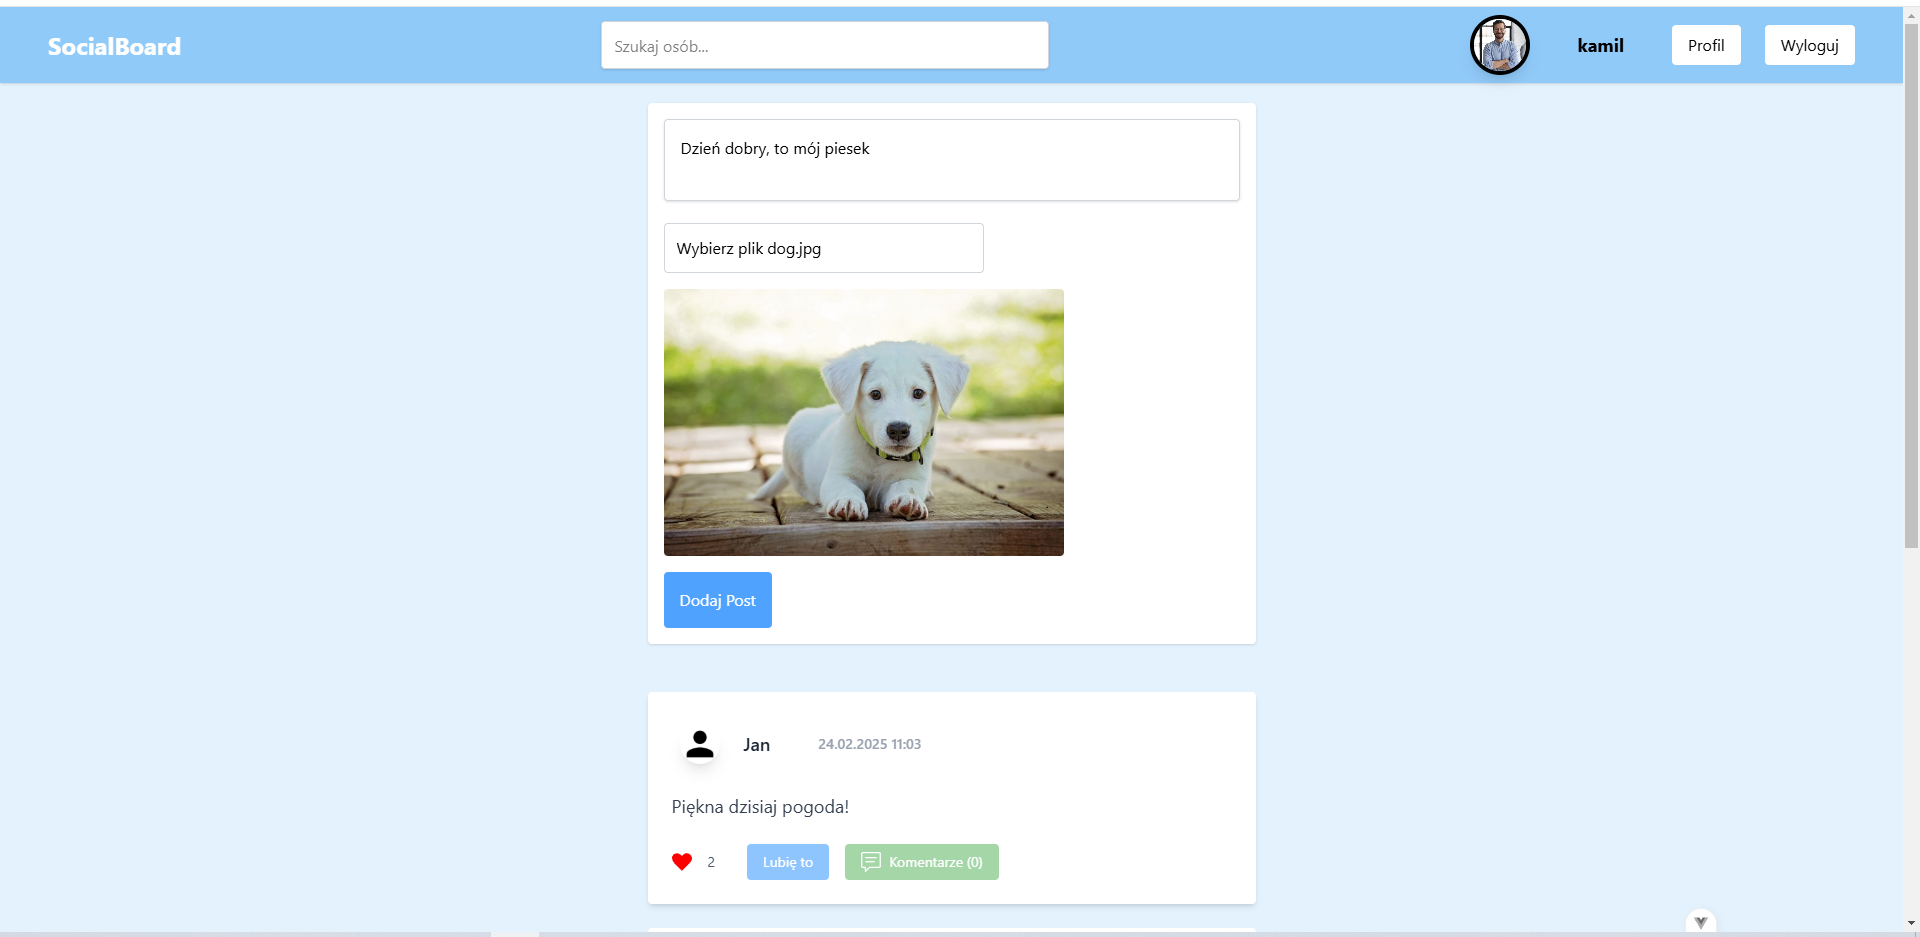 SocialBoard
Szukaj osób...
kamil
Profil
Wyloguj
Dzień dobry, to mój piesek
Wybierz plik dog.jpg
Dodaj Post
Jan
24.02.2025 11:03
Piękna dzisiaj pogoda!
2
Lubię to
Komentarze (0)